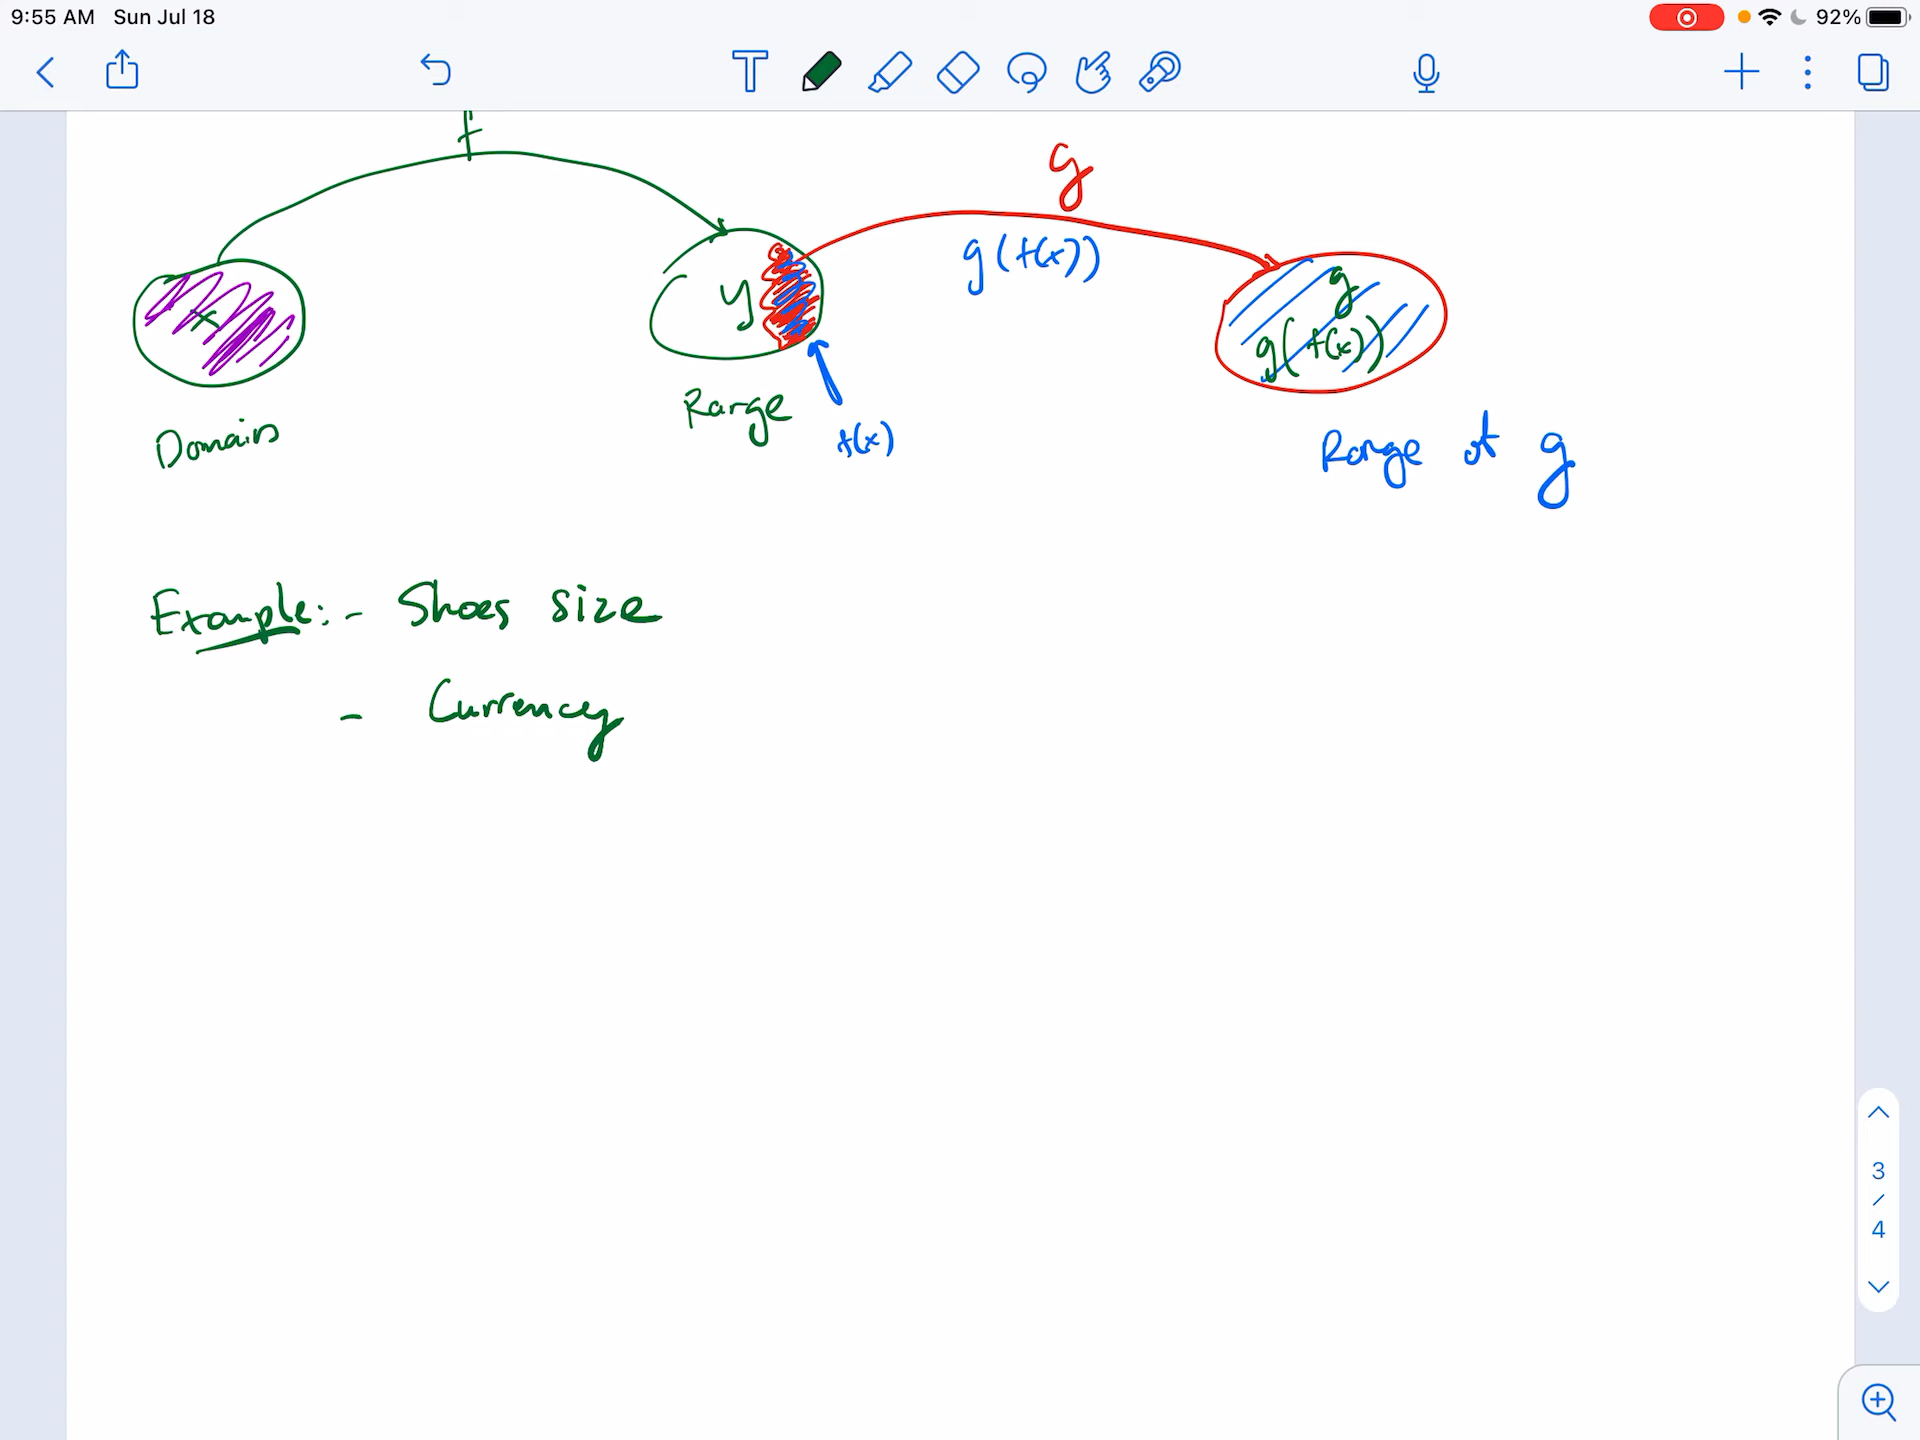 9:55 AM Sun Jul 18 92%
T
f
g
g(f(x))
x
y
g
g(f(x))
Domain
Range
f(x)
Range of g
Example:- Shoes size
- Currency
3
/
4